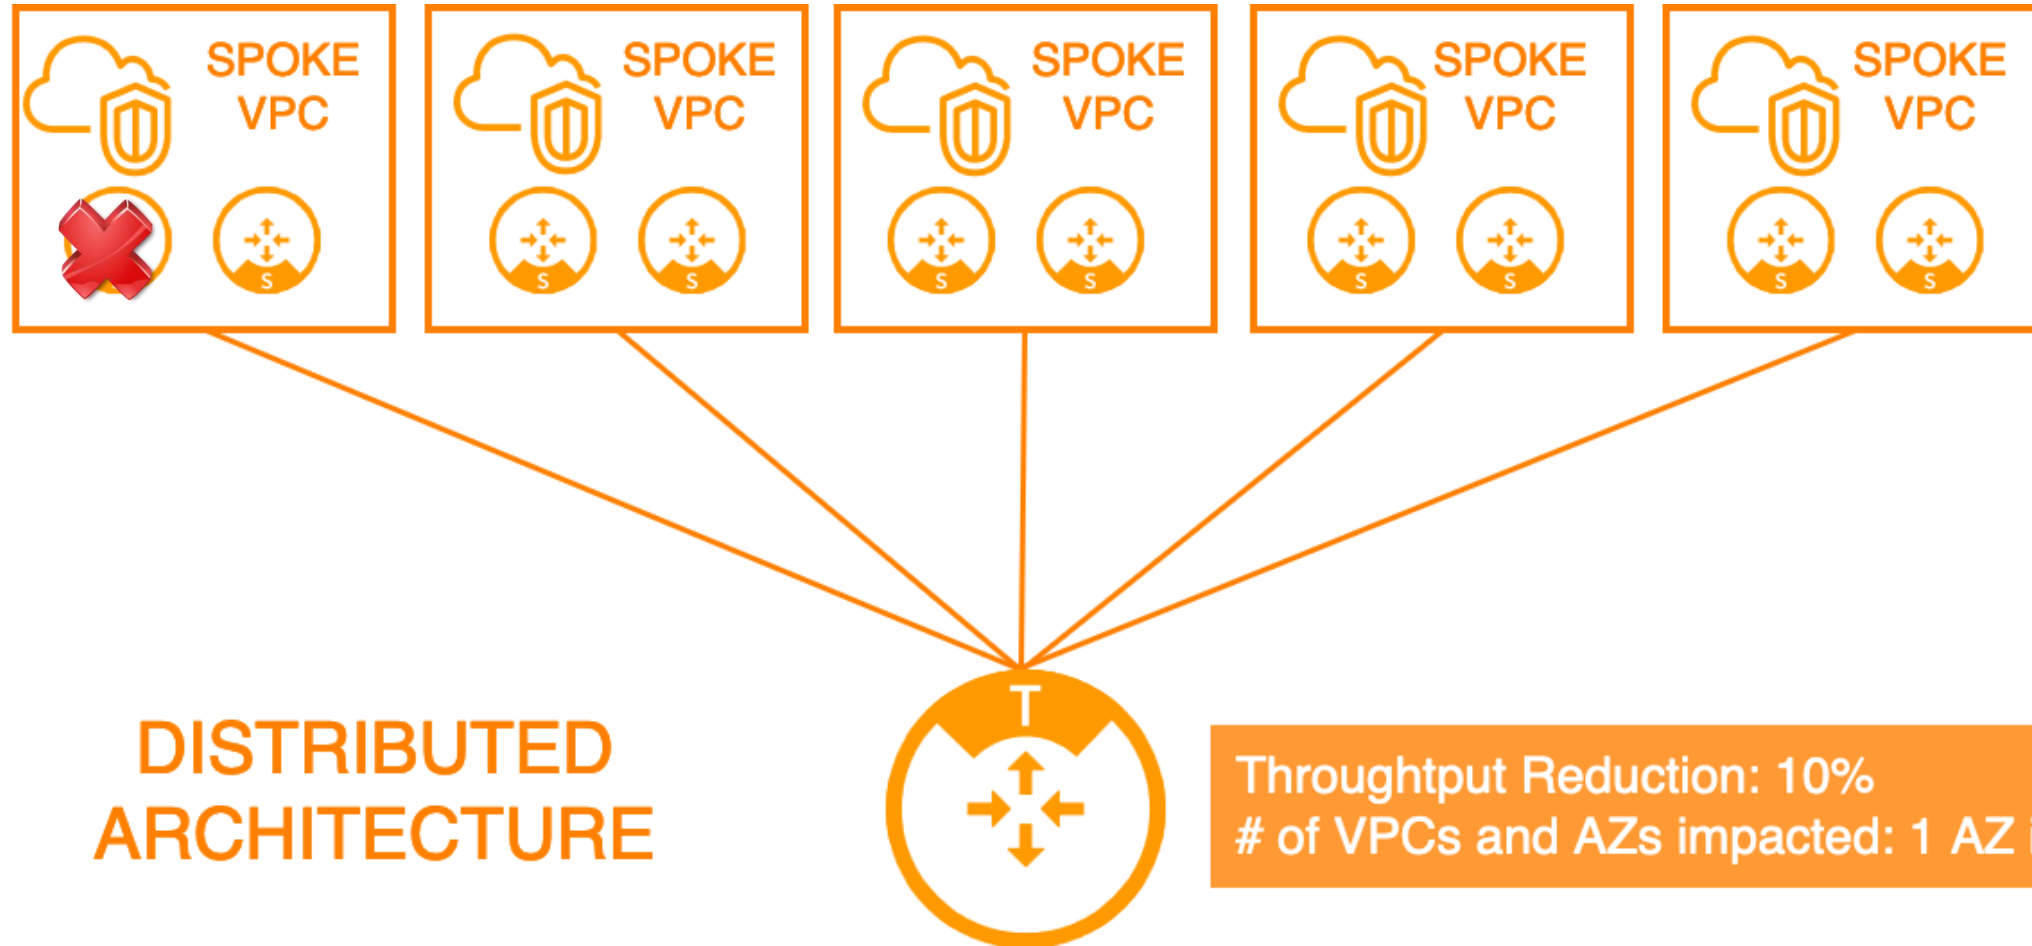 SPOKE
VPC
SPOKE
VPC
SPOKE
VPC
SPOKE
VPC
SPOKE
VPC
S
S
S
S
S
S
S
S
S
T
DISTRIBUTED
ARCHITECTURE
Throughtput Reduction: 10%
# of VPCs and AZs impacted: 1 AZ